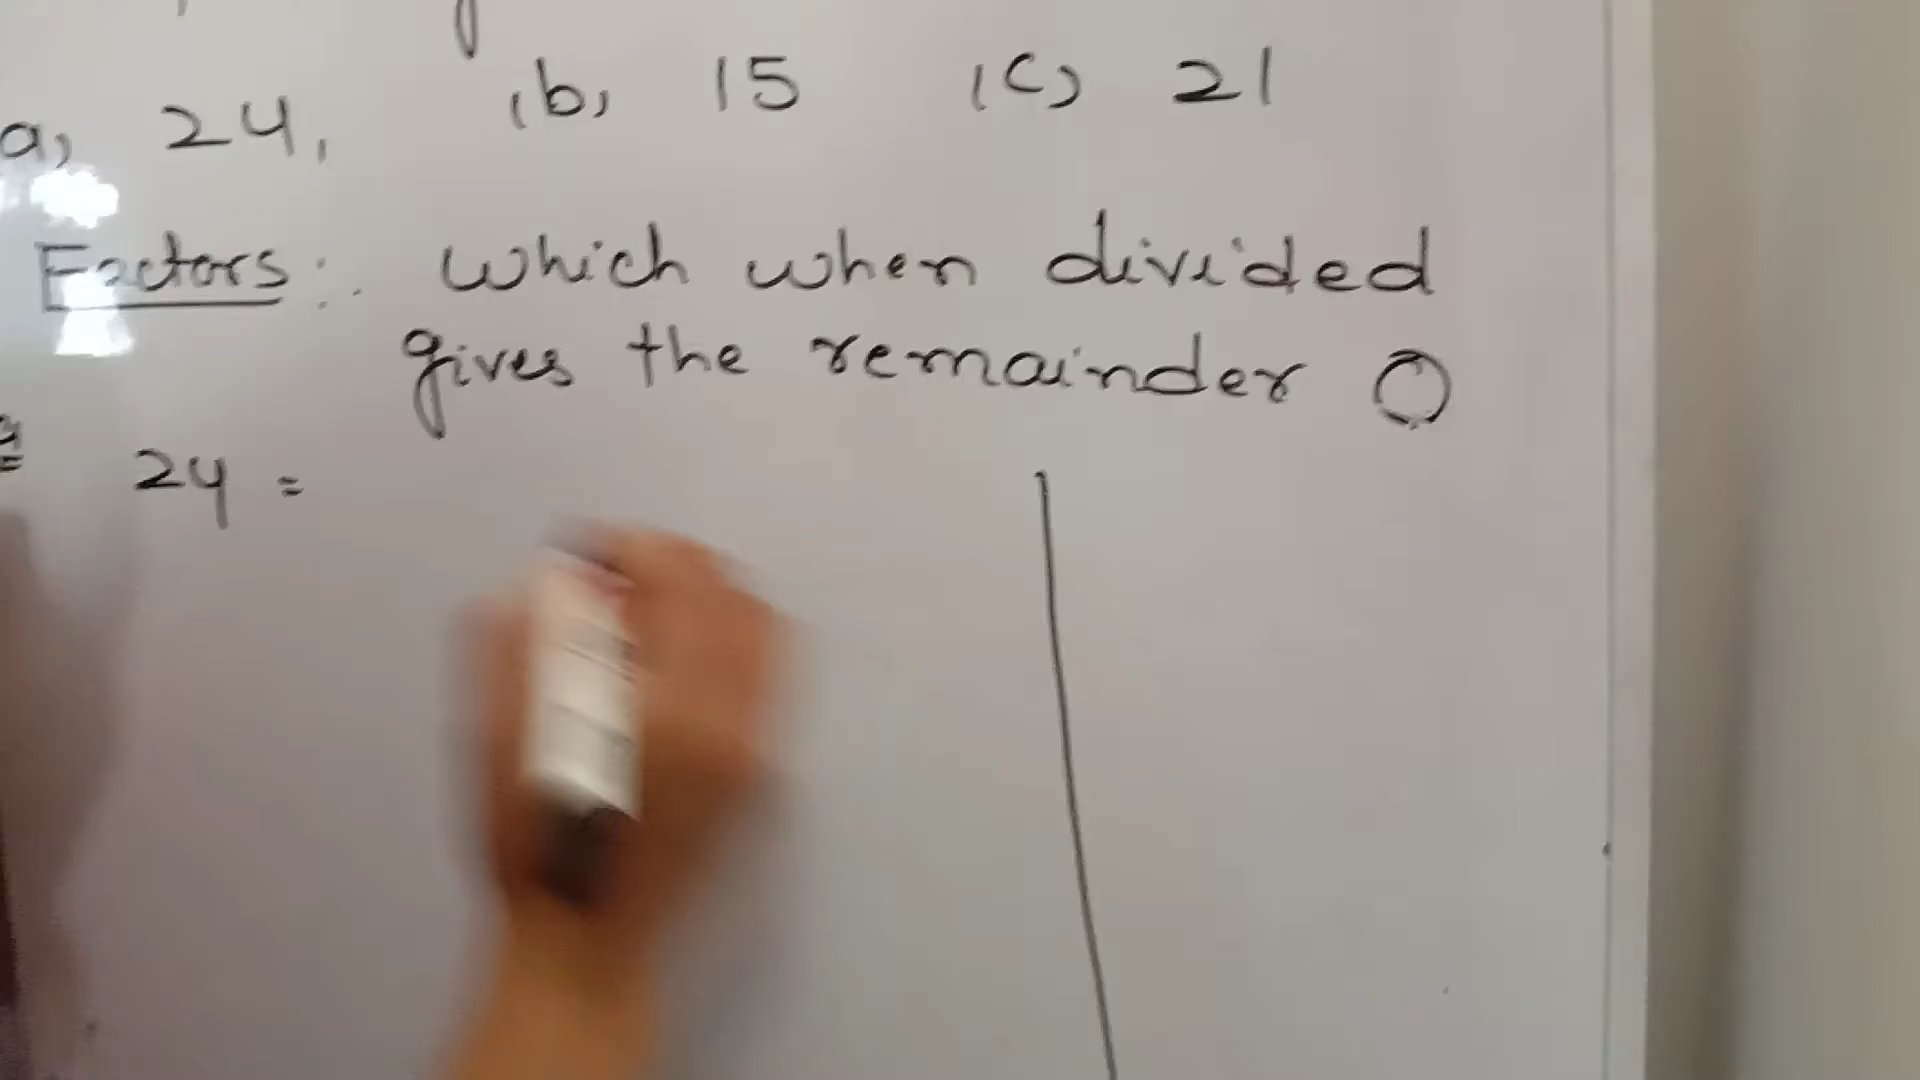 a) 24, (b) 15 (c) 21
Factors:. which when divided
gives the remainder 0
24 =